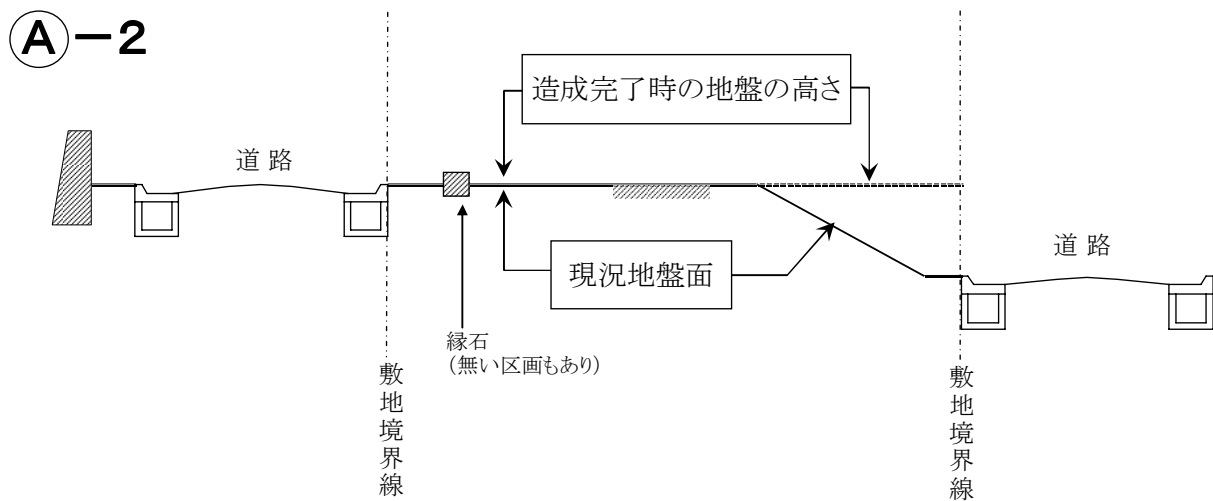 Ⓐ－２
造成完了時の地盤の高さ
道 路
現況地盤面
道 路
縁石
（無い区画もあり）
敷地境界線
敷地境界線